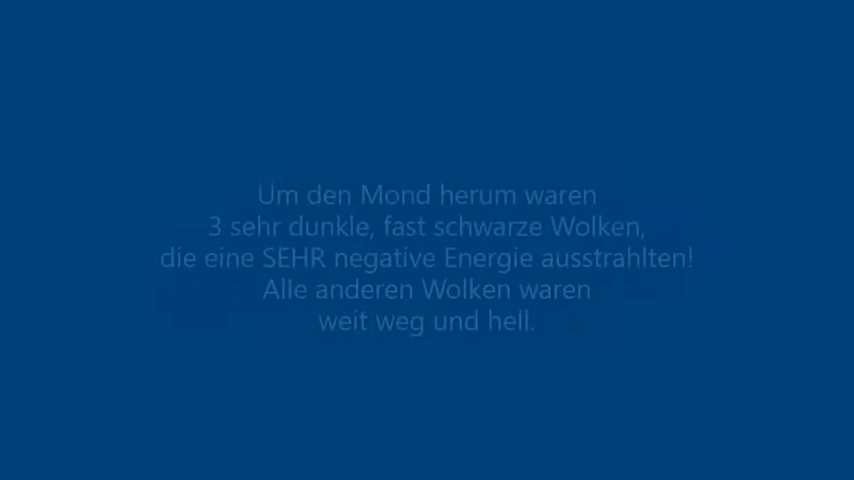 Um den Mond herum waren
3 sehr dunkle, fast schwarze Wolken,
die eine SEHR negative Energie ausstrahlten!
Alle anderen Wolken waren
weit weg und hell.